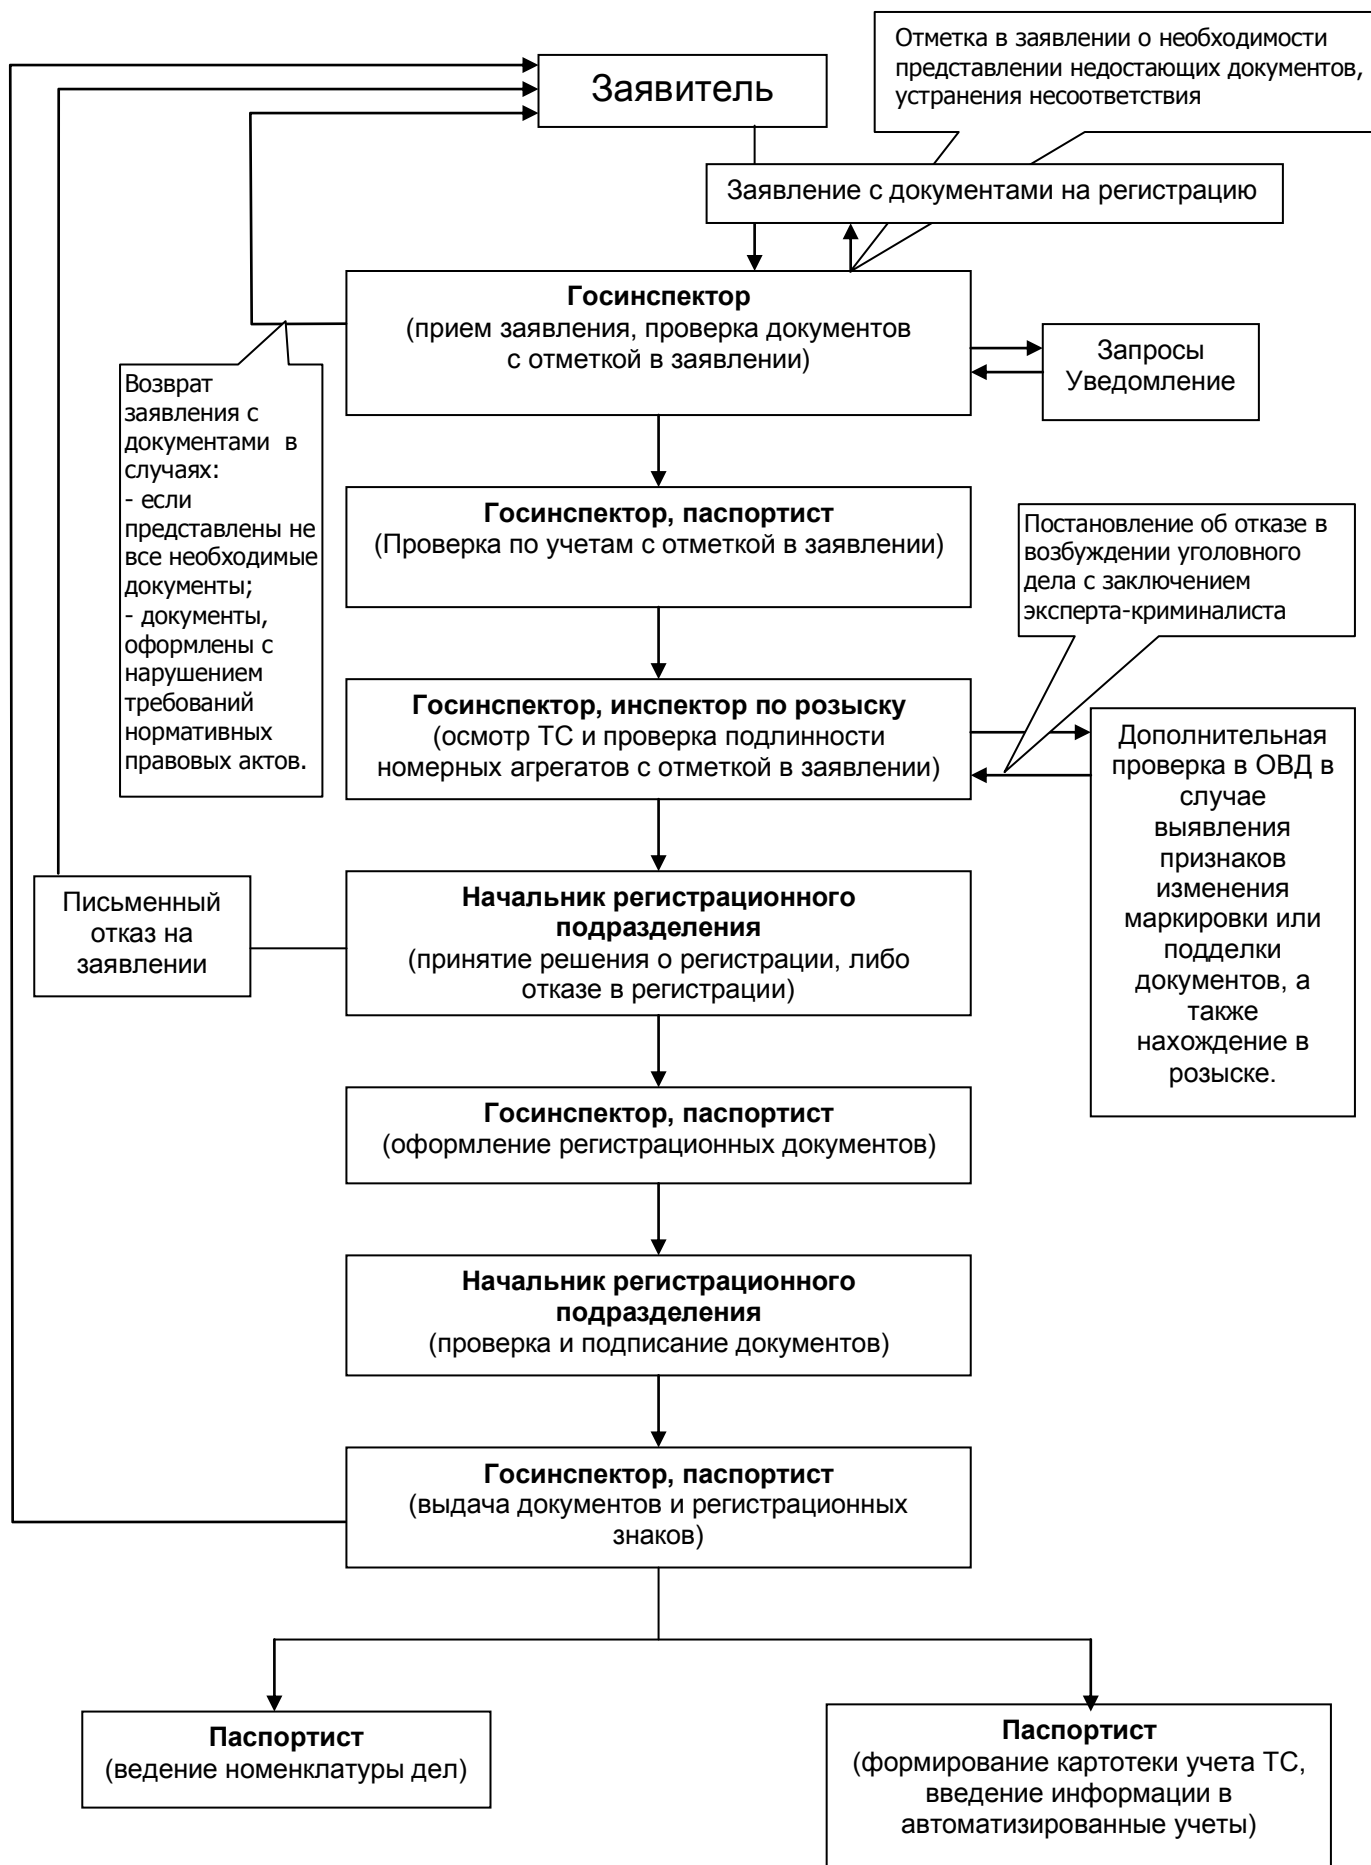 Отметка в заявлении о необходимости
представлении недостающих документов,
устранения несоответствия
Заявитель
Заявление с документами на регистрацию
Госинспектор
(прием заявления, проверка документов
с отметкой в заявлении)
Запросы
Уведомление
Возврат
заявления с
документами в
случаях:
- если
представлены не
все необходимые
документы;
- документы,
оформлены с
нарушением
требований
нормативных
правовых актов.
Госинспектор, паспортист
(Проверка по учетам с отметкой в заявлении)
Постановление об отказе в
возбуждении уголовного
дела с заключением
эксперта-криминалиста
Госинспектор, инспектор по розыску
(осмотр ТС и проверка подлинности
номерных агрегатов с отметкой в заявлении)
Дополнительная
проверка в ОВД в
случае
выявления
признаков
изменения
маркировки или
подделки
документов, а
также
нахождение в
розыске.
Письменный
отказ на
заявлении
Начальник регистрационного
подразделения
(принятие решения о регистрации, либо
отказе в регистрации)
Госинспектор, паспортист
(оформление регистрационных документов)
Начальник регистрационного
подразделения
(проверка и подписание документов)
Госинспектор, паспортист
(выдача документов и регистрационных
знаков)
Паспортист
(ведение номенклатуры дел)
Паспортист
(формирование картотеки учета ТС,
введение информации в
автоматизированные учеты)